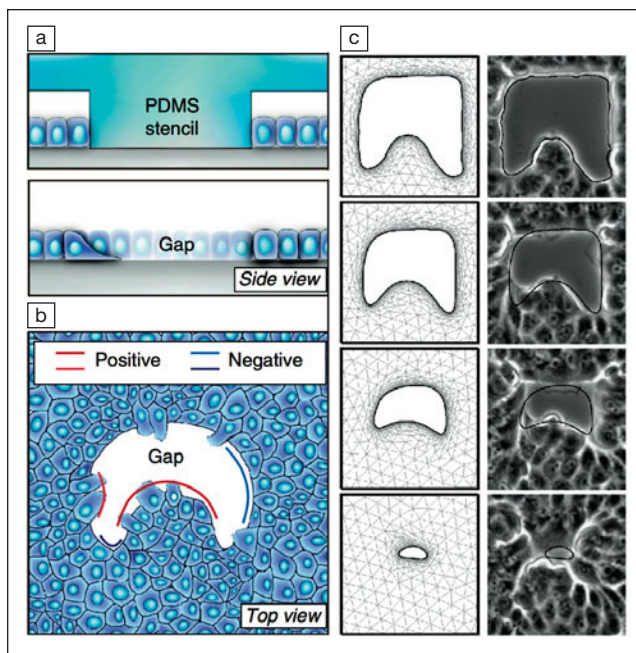 a
PDMS
stencil
Gap
Side view
b
Positive
Negative
Gap
Top view
c